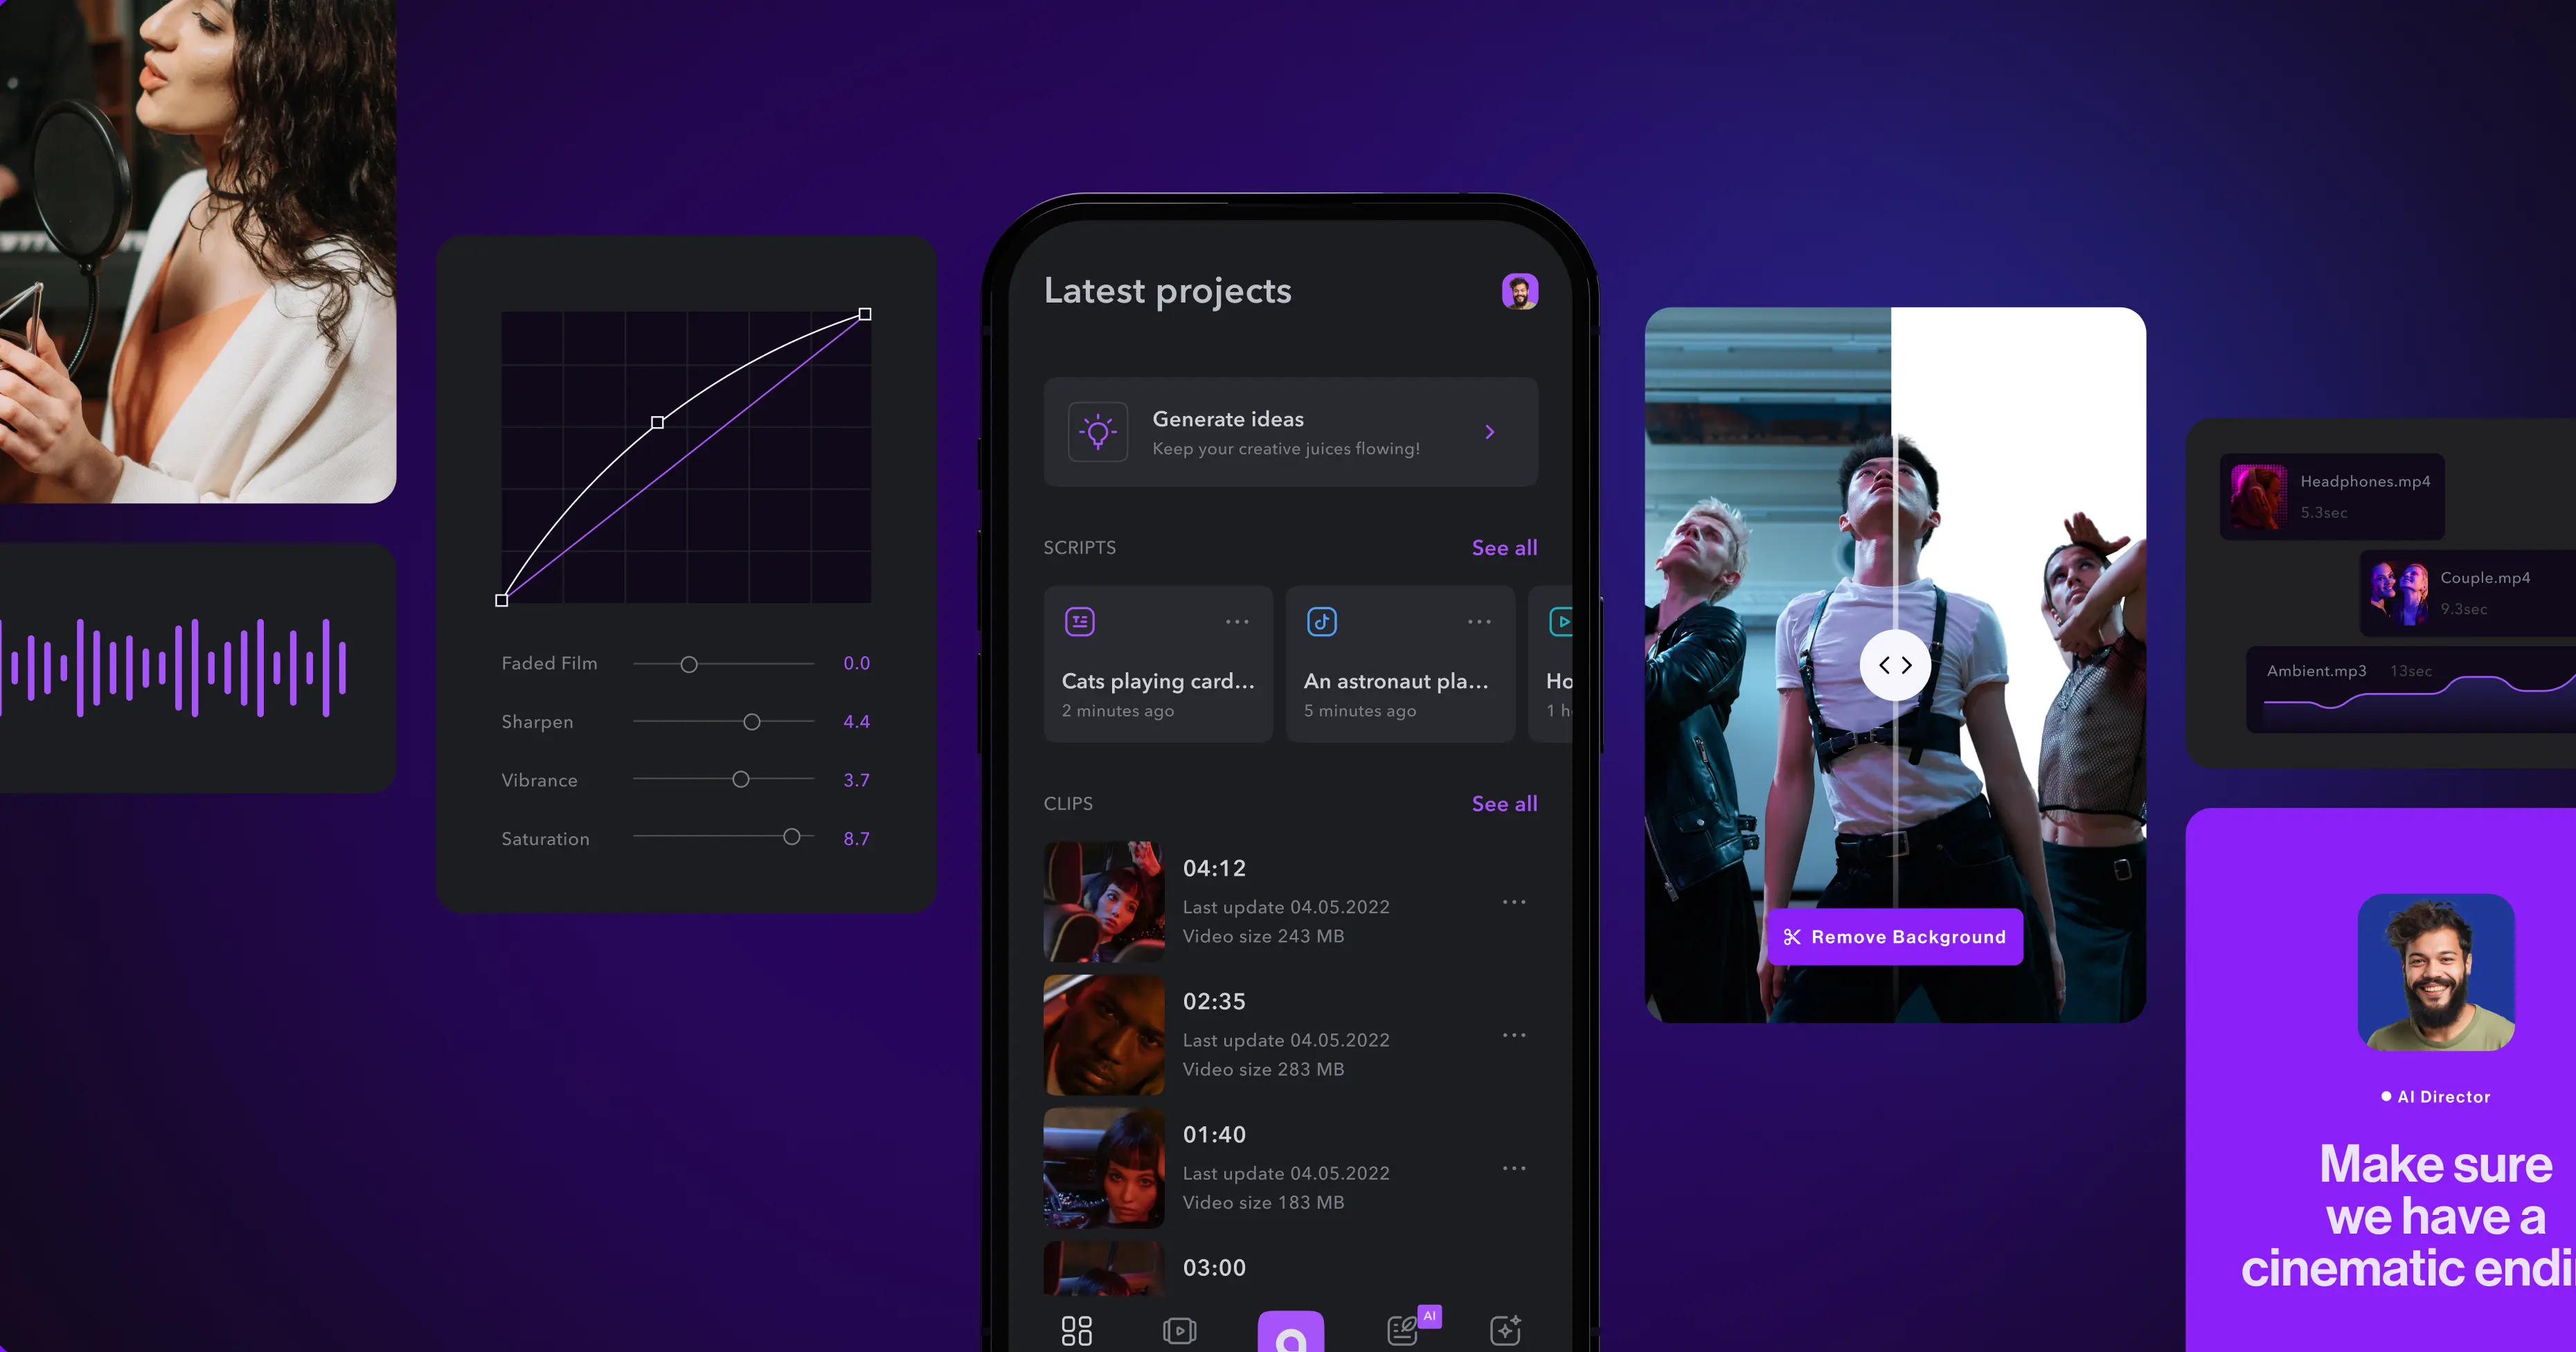 Faded Film 0.0
Sharpen 4.4
Vibrance 3.7
Saturation 8.7
Latest projects
Generate ideas
Keep your creative juices flowing!
SCRIPTS See all
Cats playing card...
2 minutes ago
An astronaut pla...
5 minutes ago
Ho
1 h
CLIPS See all
04:12
Last update 04.05.2022
Video size 243 MB
02:35
Last update 04.05.2022
Video size 283 MB
01:40
Last update 04.05.2022
Video size 183 MB
03:00
AI
Remove Background
Headphones.mp4
5.3sec
Couple.mp4
9.3sec
Ambient.mp3 13sec
AI Director
Make sure
we have a
cinematic endi